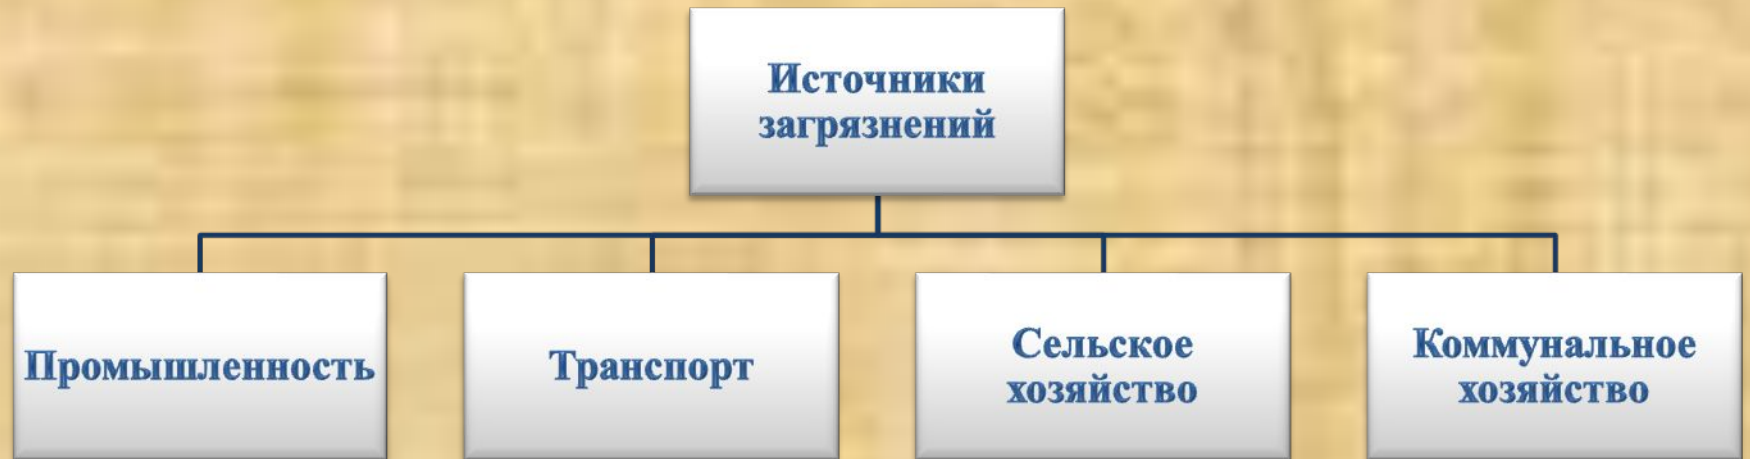 Источники
загрязнений
Промышленность
Транспорт
Сельское
хозяйство
Коммунальное
хозяйство